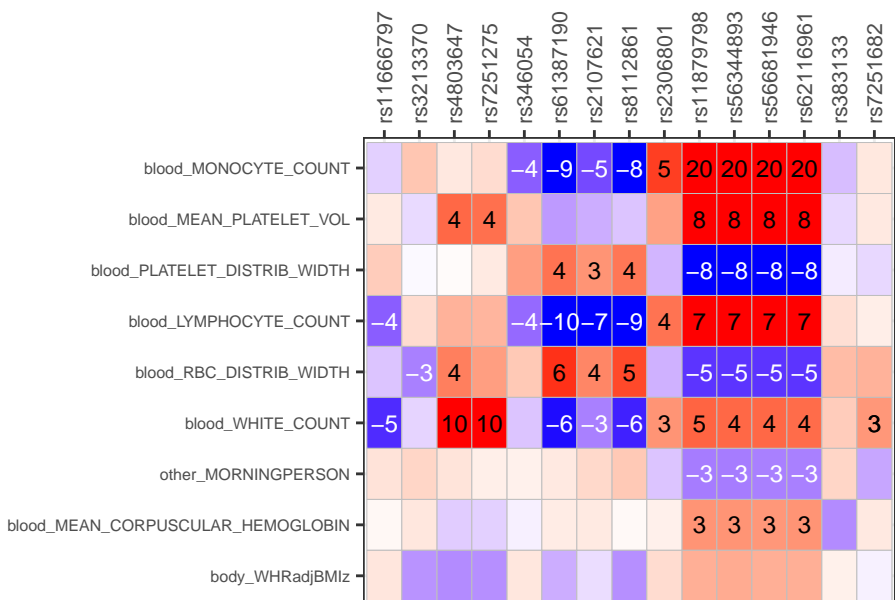 rs11666797 rs3213370 rs4803647 rs7251275 rs346054 rs61387190 rs2107621 rs8112861 rs2306801 rs11879798 rs56344893 rs56681946 rs62116961 rs383133 rs7251682
blood_MONOCYTE_COUNT −4 −9 −5 −8 5 20 20 20 20
blood_MEAN_PLATELET_VOL 4 4 8 8 8 8
blood_PLATELET_DISTRIB_WIDTH 4 3 4 −8 −8 −8 −8
blood_LYMPHOCYTE_COUNT −4 −4 −10 −7 −9 4 7 7 7 7
blood_RBC_DISTRIB_WIDTH −3 4 6 4 5 −5 −5 −5 −5
blood_WHITE_COUNT −5 10 10 −6 −3 −6 3 5 4 4 4 3
other_MORNINGPERSON −3 −3 −3 −3
blood_MEAN_CORPUSCULAR_HEMOGLOBIN 3 3 3 3
body_WHRadjBMIz